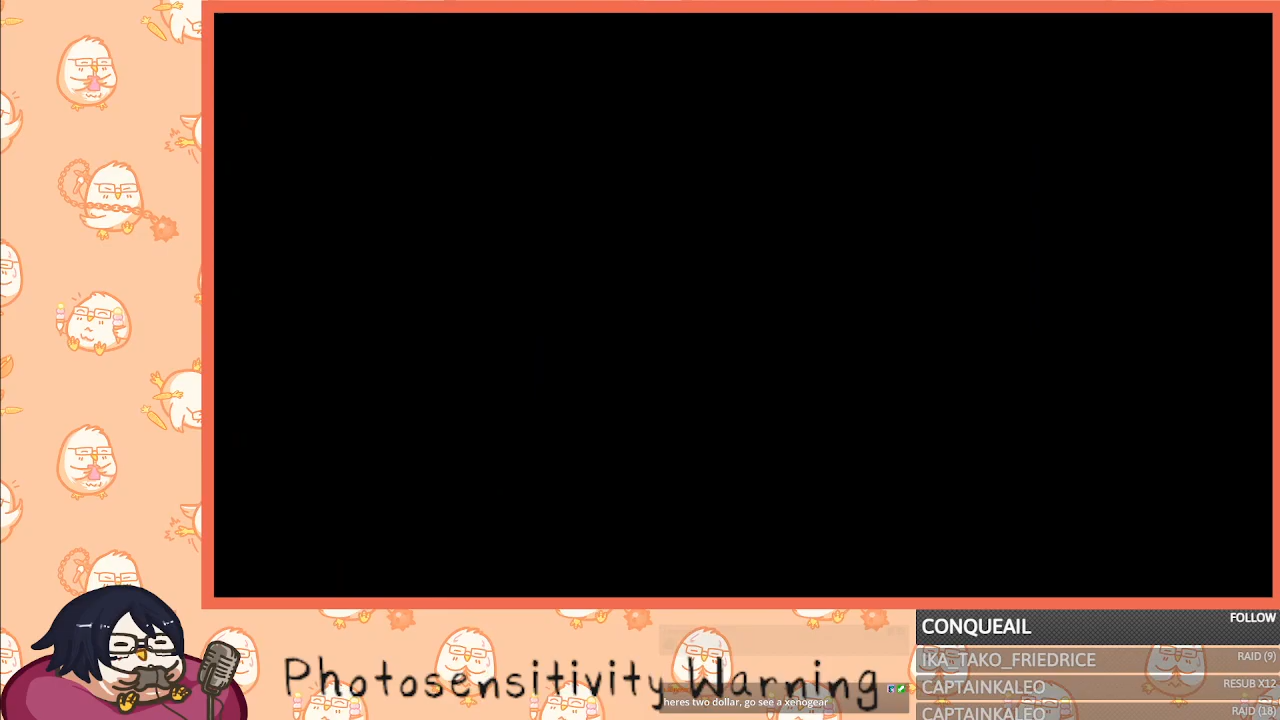 CONQUEAIL FOLLOW
IKA_TAKO_FRIEDRICE RAID (9)
Photosensitivity Warning
CAPTAINKALEO RESUB X12
heres two dollar, go see a xenogear
CAPTAINKALEO RAID (18)